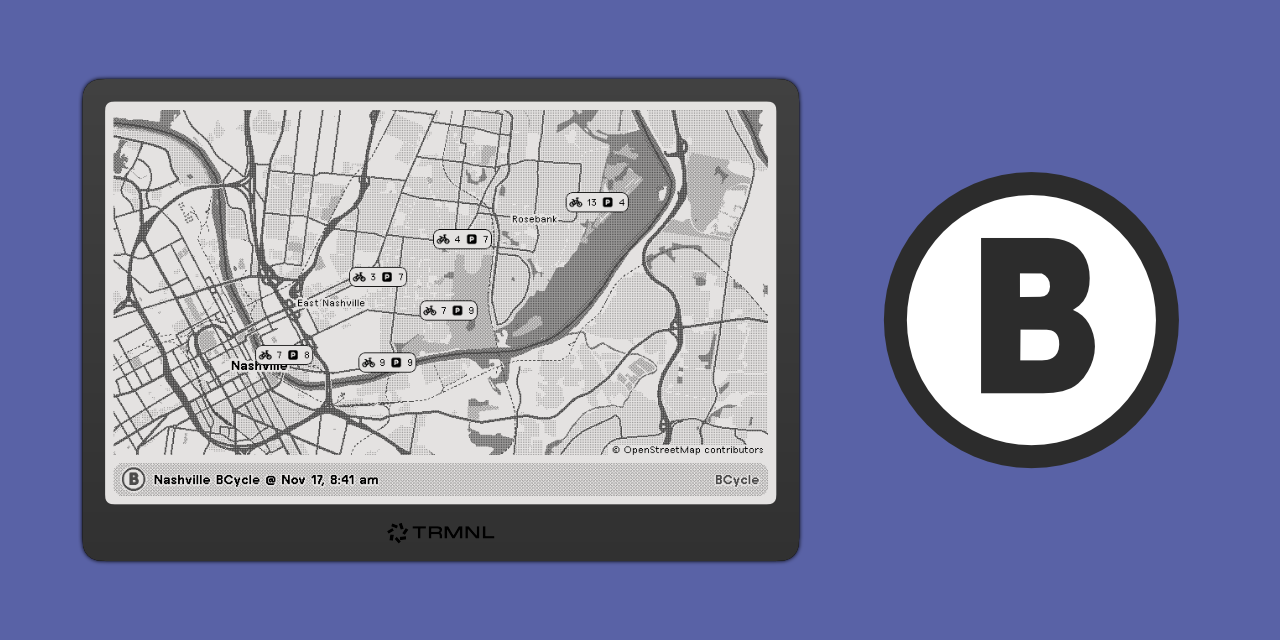 13 P 4
Rosebank
4 P 7
3 P 7
East Nashville
7 P 9
7 P 8
9 P 9
Nashville
© OpenStreetMap contributors
B Nashville BCycle @ Nov 17, 8:41 am BCycle
TRMNL
B